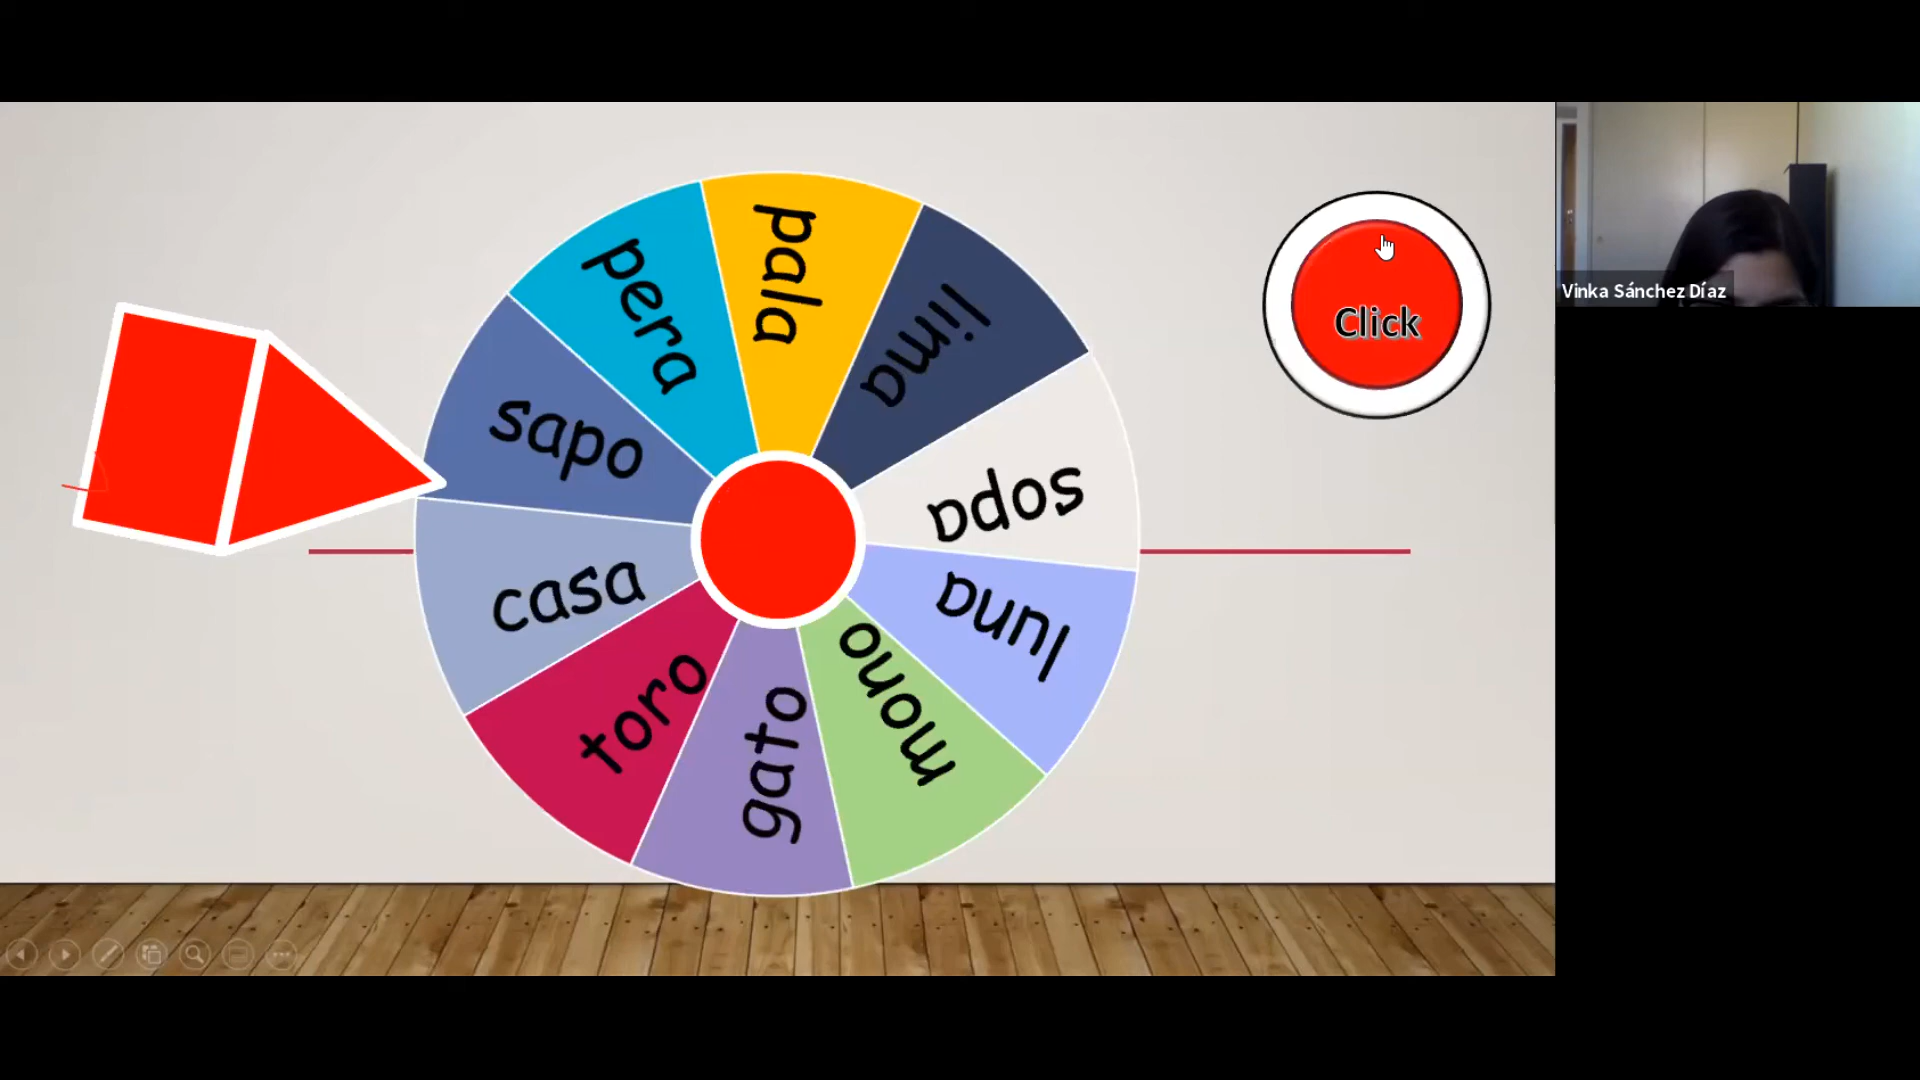 pala
lima
sopa
luna
mono
gato
toro
casa
sapo
pera
Click
Vinka Sánchez Díaz